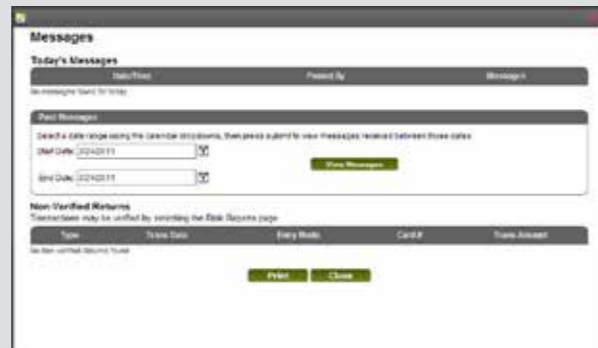 Messages
Today's Messages
Date/Time Posted By Messages
No messages found for today
Past Messages
Select a date range using the calendar dropdowns, then press submit to view messages received between those dates
Start Date:
View Messages
End Date:
Non-Verified Returns
Transactions may be verified by selecting the Risk Reports page
Type Trans Date Entry Mode Card # Trans Amount
No Non-verified Returns found
Print Close